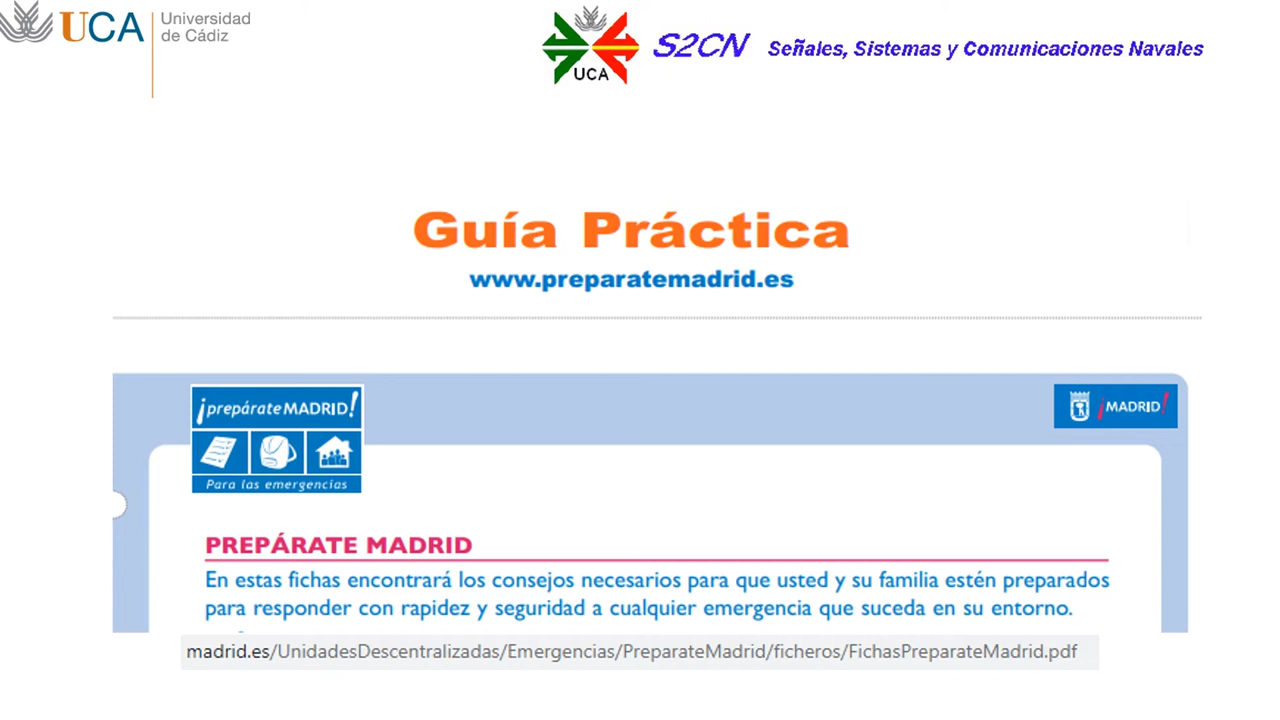 UCA
Universidad
de Cádiz
UCA
S2CN
Señales, Sistemas y Comunicaciones Navales
Guía Práctica
www.preparatemadrid.es
¡prepárateMADRID!
Para las emergencias
¡MADRID!
PREPÁRATE MADRID
En estas fichas encontrará los consejos necesarios para que usted y su familia estén preparados
para responder con rapidez y seguridad a cualquier emergencia que suceda en su entorno.
madrid.es/UnidadesDescentralizadas/Emergencias/PreparateMadrid/ficheros/FichasPreparateMadrid.pdf